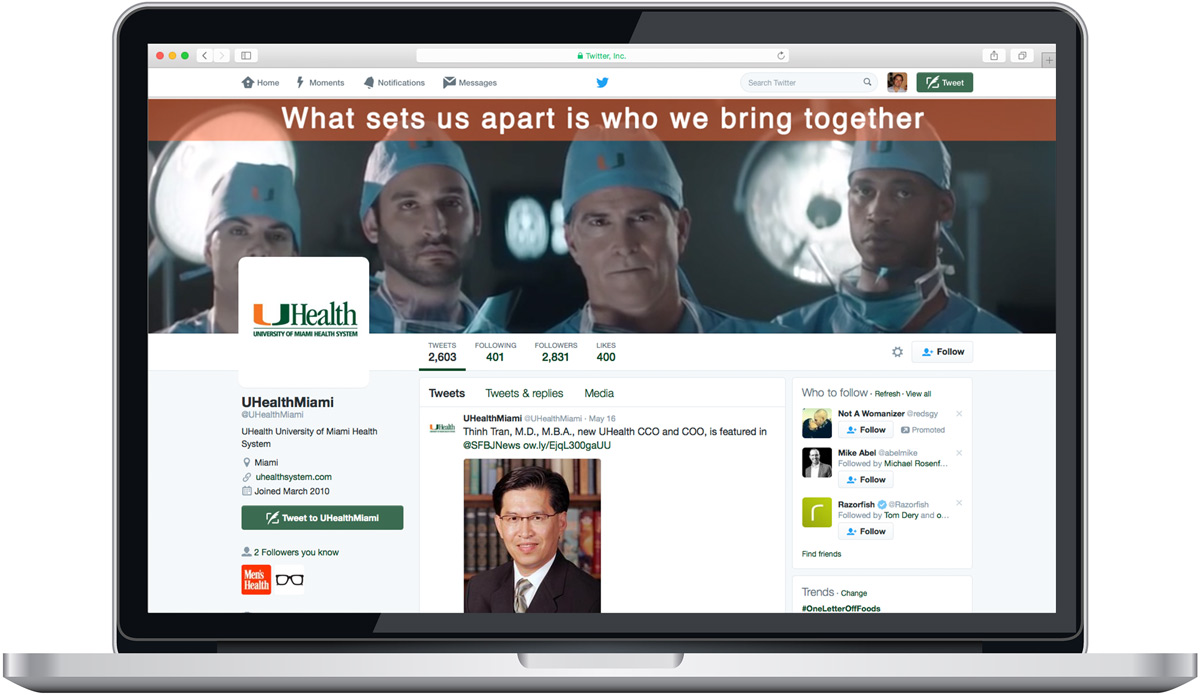 Twitter, Inc.
Home
Moments
Notifications
Messages
Search Twitter
Tweet
What sets us apart is who we bring together
UHealth
UNIVERSITY OF MIAMI HEALTH SYSTEM
TWEETS
2,603
FOLLOWING
401
FOLLOWERS
2,831
LIKES
400
Follow
UHealthMiami
@UHealthMiami
UHealth University of Miami Health
System
Miami
uhealthsystem.com
Joined March 2010
Tweet to UHealthMiami
2 Followers you know
Men's
Health
Tweets
Tweets & replies
Media
UHealth
UHealthMiami @UHealthMiami · May 16
Thinh Tran, M.D., M.B.A., new UHealth CCO and COO, is featured in
@SFBJNews ow.ly/EjqL300gaUU
Who to follow · Refresh · View all
Not A Womanizer @redsgy
Follow
Promoted
Mike Abel @abelmike
Followed by Michael Rosenf...
Follow
Razorfish @Razorfish
Followed by Tom Dery and o...
Follow
Find friends
Trends · Change
#OneLetterOffFoods